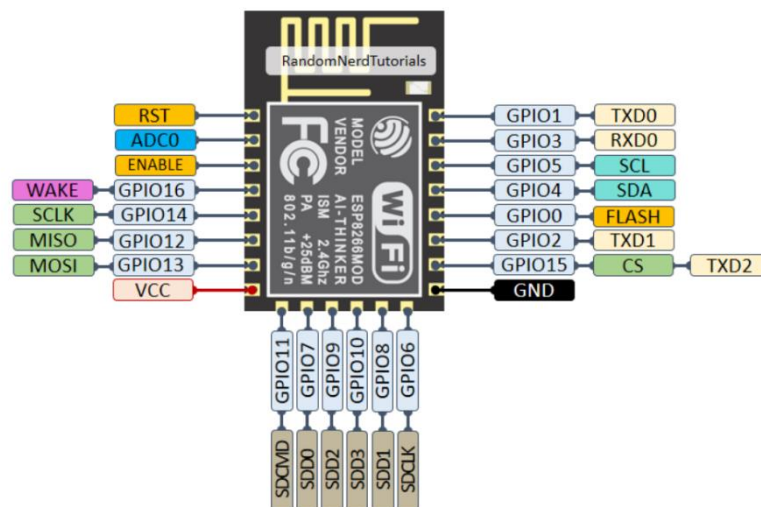 RandomNerdTutorials
RST
ADC0
ENABLE
WAKE GPIO16
SCLK GPIO14
MISO GPIO12
MOSI GPIO13
VCC
MODEL ESP8266MOD
VENDOR AI-THINKER
ISM 2.4Ghz
PA +25dBM
802.11b/g/n
FC
WiFi
GPIO1 TXD0
GPIO3 RXD0
GPIO5 SCL
GPIO4 SDA
GPIO0 FLASH
GPIO2 TXD1
GPIO15 CS TXD2
GND
GPIO11 SDCMD
GPIO7 SDD0
GPIO9 SDD2
GPIO10 SDD3
GPIO8 SDD1
GPIO6 SDCLK